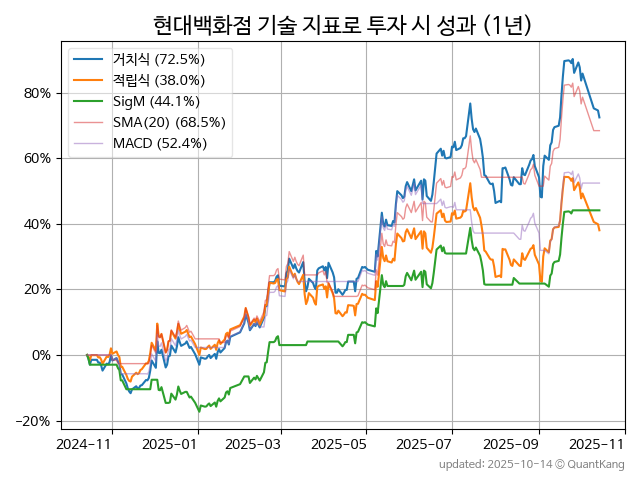 현대백화점 기술 지표로 투자 시 성과 (1년)
거치식 (72.5%)
적립식 (38.0%)
SigM (44.1%)
SMA(20) (68.5%)
MACD (52.4%)
80%
60%
40%
20%
0%
−20%
2024-11
2025-01
2025-03
2025-05
2025-07
2025-09
2025-11
updated: 2025-10-14 © QuantKang